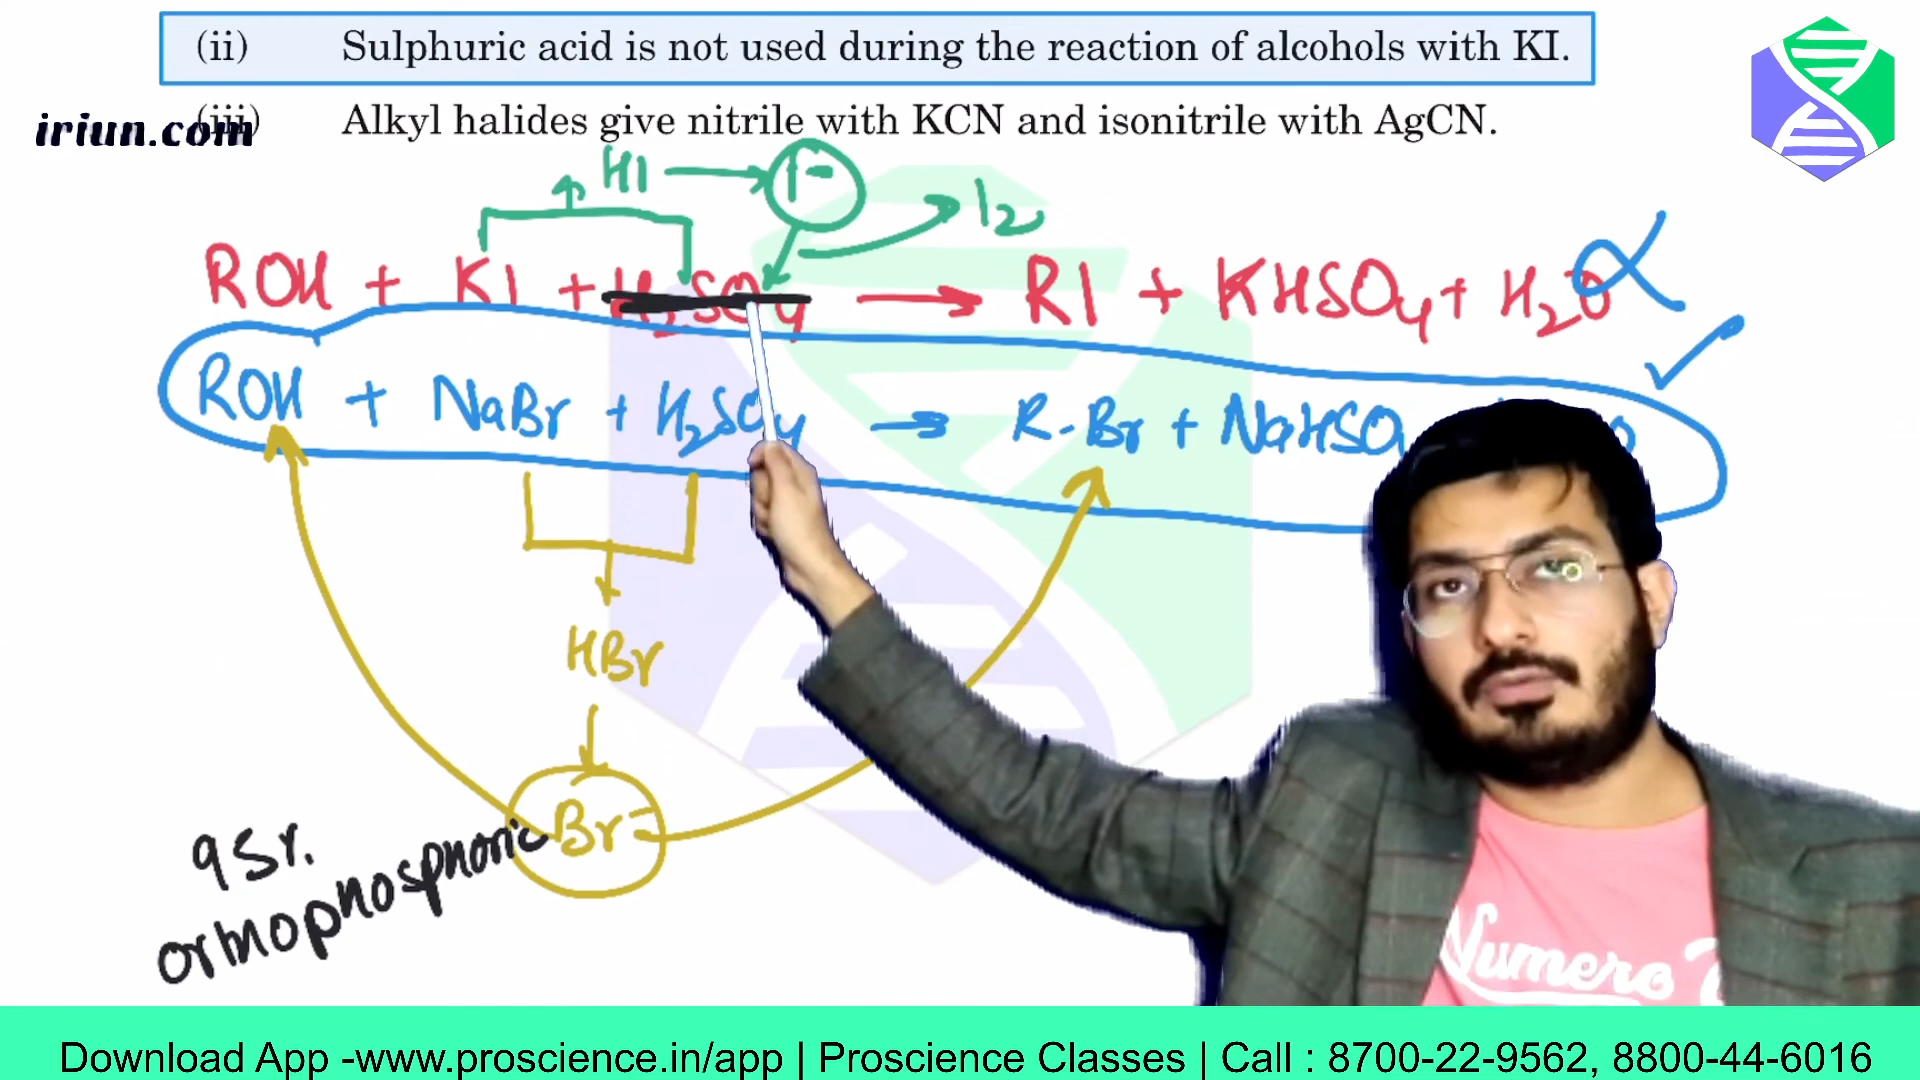 (ii) Sulphuric acid is not used during the reaction of alcohols with KI.
(iii) Alkyl halides give nitrile with KCN and isonitrile with AgCN.
iriun.com
HI → I⁻
I₂
ROH + KI + H₂SO₄ → RI + KHSO₄ + H₂O
ROH + NaBr + H₂SO₄ → R-Br + NaHSO
HBr
Br⁻
orthophosphoric
Numero
Download App -www.proscience.in/app | Proscience Classes | Call : 8700-22-9562, 8800-44-6016